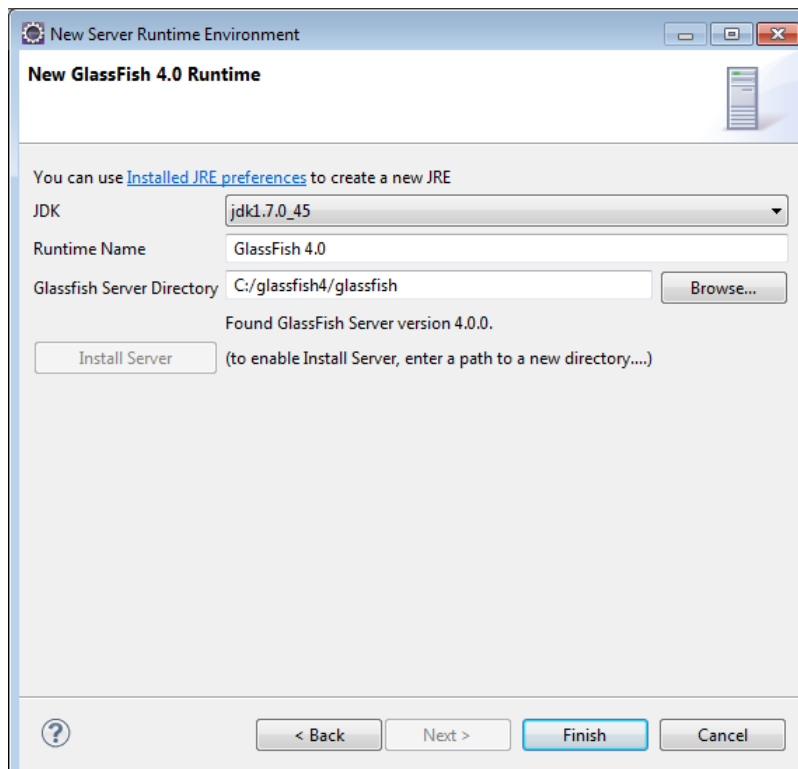 New Server Runtime Environment
New GlassFish 4.0 Runtime
You can use Installed JRE preferences to create a new JRE
JDK jdk1.7.0_45
Runtime Name GlassFish 4.0
Glassfish Server Directory C:/glassfish4/glassfish Browse...
Found GlassFish Server version 4.0.0.
Install Server (to enable Install Server, enter a path to a new directory....)
? < Back Next > Finish Cancel